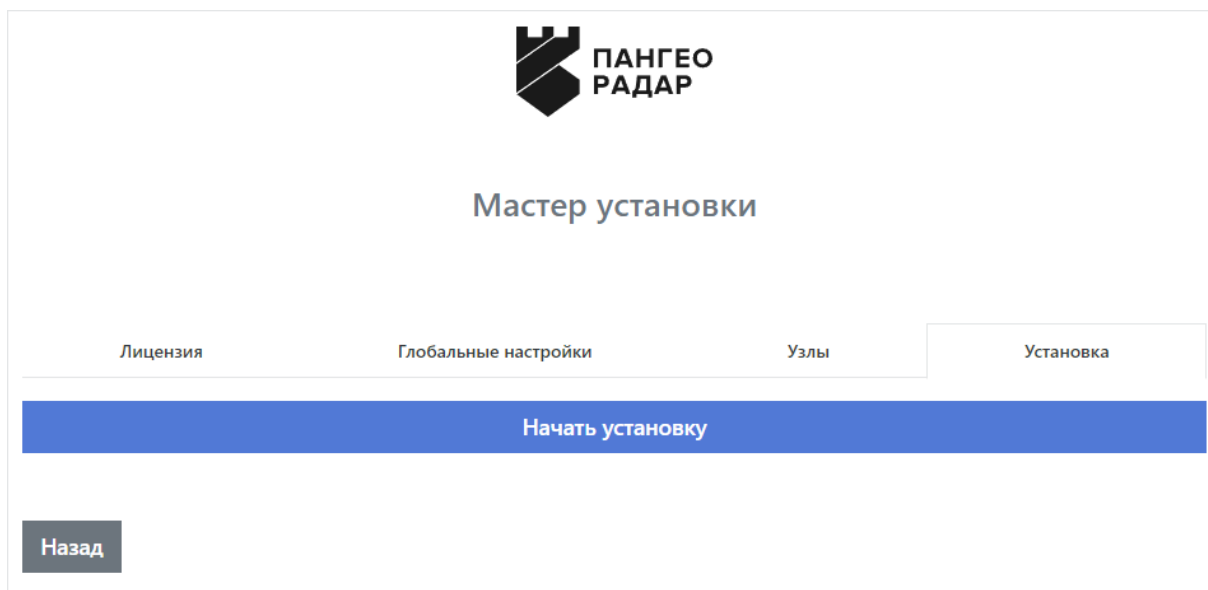 ПАНГЕО
РАДАР
Мастер установки
Лицензия Глобальные настройки Узлы Установка
Начать установку
Назад